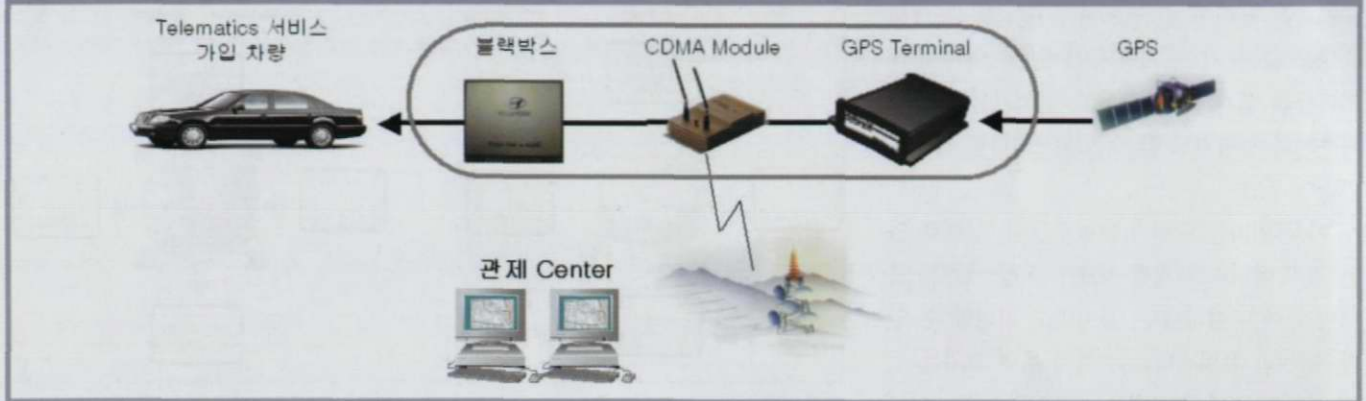 Telematics 서비스
가입 차량
블랙박스
CDMA Module
GPS Terminal
GPS
관제 Center